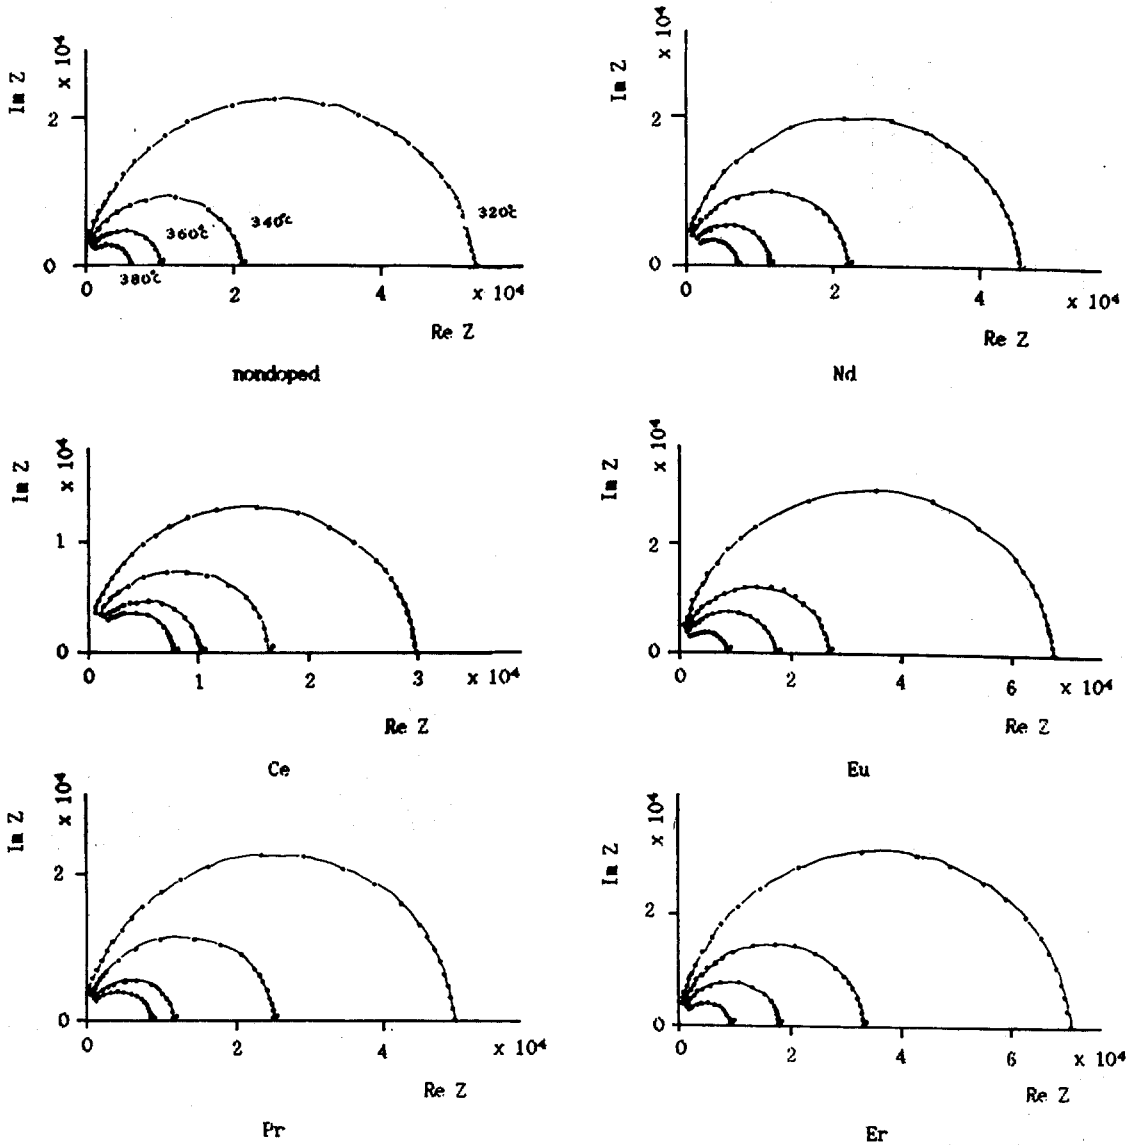 Im Z
x 10⁴
2
0
320℃
340℃
360℃
380℃
0 2 4 x 10⁴
Re Z
nondoped
Im Z
x 10⁴
2
0
0 2 4 x 10⁴
Re Z
Nd
Im Z
x 10⁴
1
0
0 1 2 3 x 10⁴
Re Z
Ce
Im Z
x 10⁴
2
0
0 2 4 6 x 10⁴
Re Z
Eu
Im Z
x 10⁴
2
0
0 2 4 x 10⁴
Re Z
Pr
Im Z
x 10⁴
2
0
0 2 4 6 x 10⁴
Re Z
Er